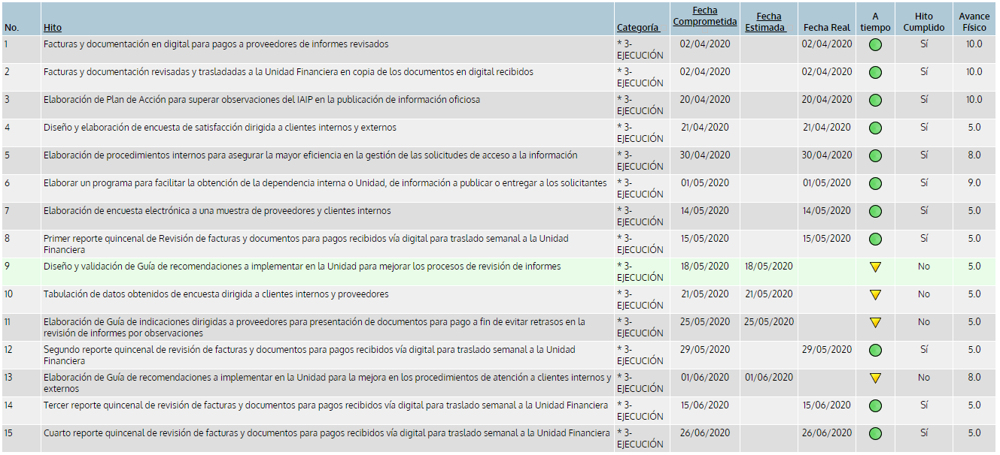 No. Hito Categoría Fecha Comprometida Fecha Estimada Fecha Real A tiempo Hito Cumplido Avance Físico
1 Facturas y documentación en digital para pagos a proveedores de informes revisados * 3- EJECUCIÓN 02/04/2020 02/04/2020 Sí 10.0
2 Facturas y documentación revisadas y trasladadas a la Unidad Financiera en copia de los documentos en digital recibidos * 3- EJECUCIÓN 02/04/2020 02/04/2020 Sí 10.0
3 Elaboración de Plan de Acción para superar observaciones del IAIP en la publicación de información oficiosa * 3- EJECUCIÓN 20/04/2020 20/04/2020 Sí 10.0
4 Diseño y elaboración de encuesta de satisfacción dirigida a clientes internos y externos * 3- EJECUCIÓN 21/04/2020 21/04/2020 Sí 5.0
5 Elaboración de procedimientos internos para asegurar la mayor eficiencia en la gestión de las solicitudes de acceso a la información * 3- EJECUCIÓN 30/04/2020 30/04/2020 Sí 8.0
6 Elaborar un programa para facilitar la obtención de la dependencia interna o Unidad, de información a publicar o entregar a los solicitantes * 3- EJECUCIÓN 01/05/2020 01/05/2020 Sí 9.0
7 Elaboración de encuesta electrónica a una muestra de proveedores y clientes internos * 3- EJECUCIÓN 14/05/2020 14/05/2020 Sí 5.0
8 Primer reporte quincenal de Revisión de facturas y documentos para pagos recibidos vía digital para traslado semanal a la Unidad Financiera * 3- EJECUCIÓN 15/05/2020 15/05/2020 Sí 5.0
9 Diseño y validación de Guía de recomendaciones a implementar en la Unidad para mejorar los procesos de revisión de informes * 3- EJECUCIÓN 18/05/2020 18/05/2020 No 5.0
10 Tabulación de datos obtenidos de encuesta dirigida a clientes internos y proveedores * 3- EJECUCIÓN 21/05/2020 21/05/2020 No 5.0
11 Elaboración de Guía de indicaciones dirigidas a proveedores para presentación de documentos para pago a fin de evitar retrasos en la revisión de informes por observaciones * 3- EJECUCIÓN 25/05/2020 25/05/2020 No 5.0
12 Segundo reporte quincenal de revisión de facturas y documentos para pagos recibidos vía digital para traslado semanal a la Unidad Financiera * 3- EJECUCIÓN 29/05/2020 29/05/2020 Sí 5.0
13 Elaboración de Guía de recomendaciones a implementar en la Unidad para la mejora en los procedimientos de atención a clientes internos y externos * 3- EJECUCIÓN 01/06/2020 01/06/2020 No 8.0
14 Tercer reporte quincenal de revisión de facturas y documentos para pagos recibidos vía digital para traslado semanal a la Unidad Financiera * 3- EJECUCIÓN 15/06/2020 15/06/2020 Sí 5.0
15 Cuarto reporte quincenal de revisión de facturas y documentos para pagos recibidos vía digital para traslado semanal a la Unidad Financiera * 3- EJECUCIÓN 26/06/2020 26/06/2020 Sí 5.0